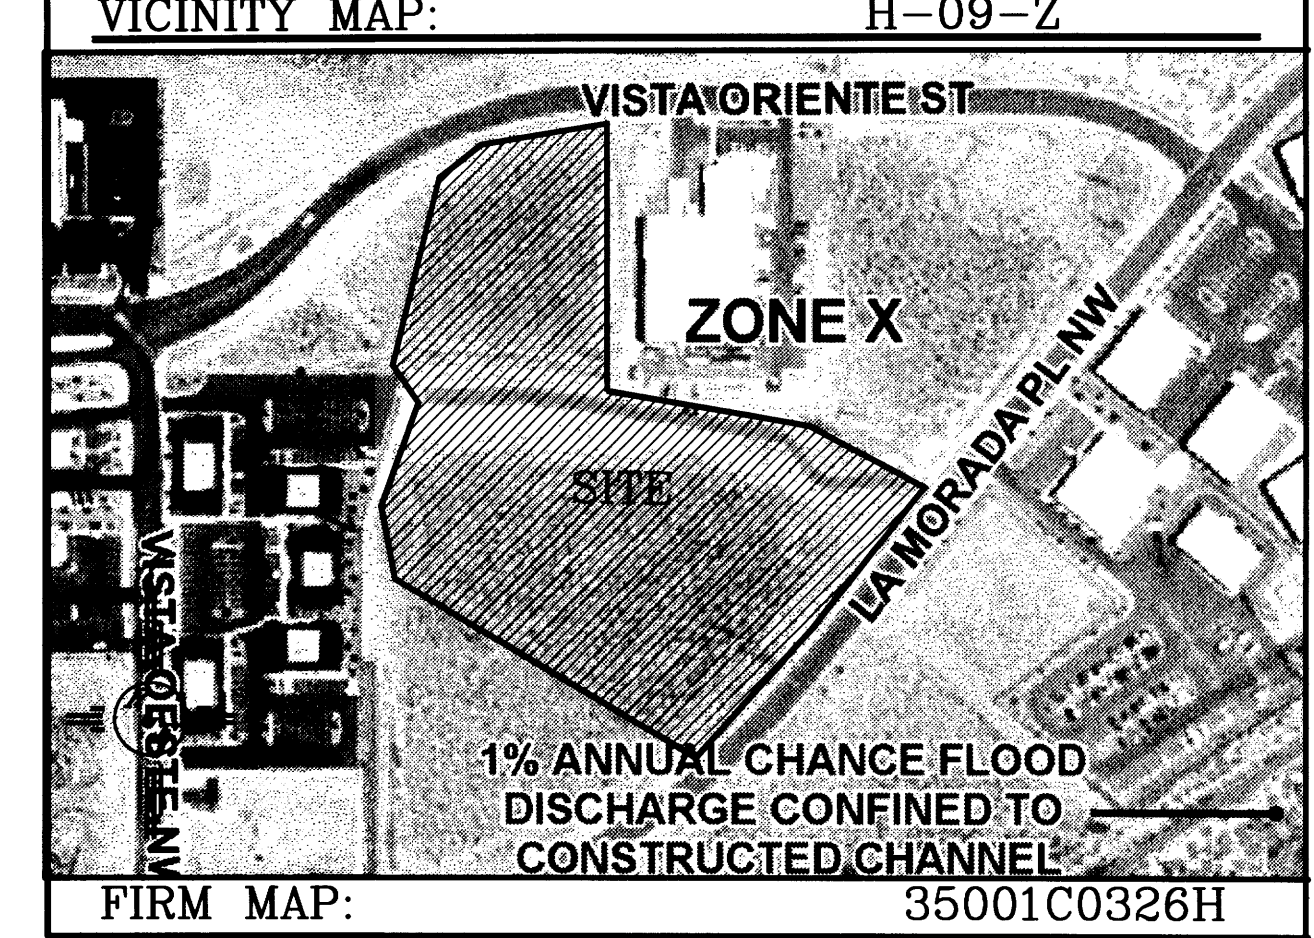 VICINITY MAP: H-09-Z
VISTA ORIENTE ST
ZONE X
LA MORADA PL NW
SITE
VISTA OESTE NW
1% ANNUAL CHANCE FLOOD
DISCHARGE CONFINED TO
CONSTRUCTED CHANNEL
FIRM MAP: 35001C0326H